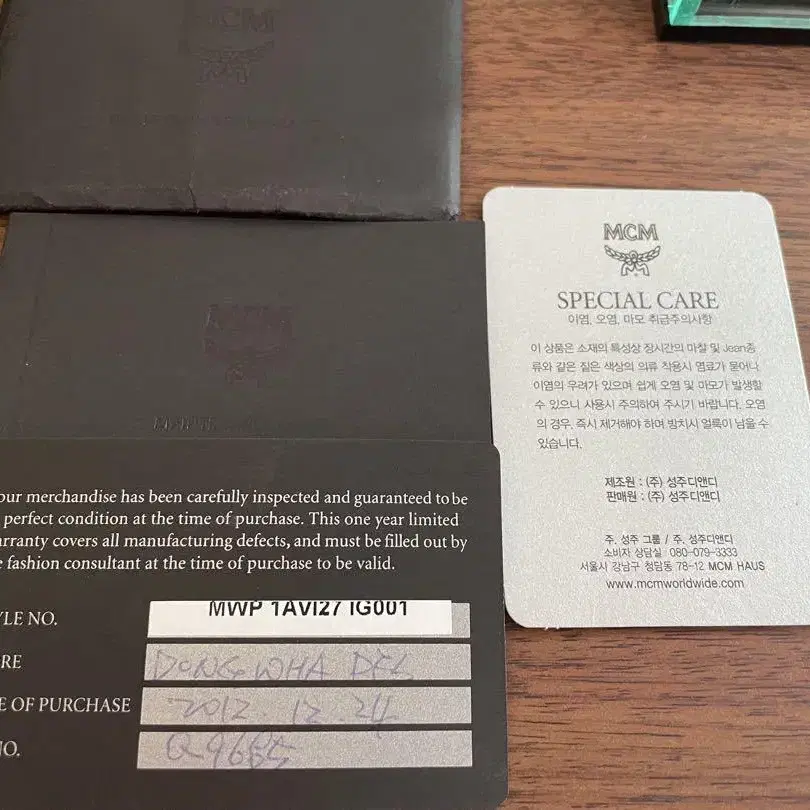 MCM
MCM
SPECIAL CARE
이염, 오염, 마모 취급주의사항
이 상품은 소재의 특성상 장시간의 마찰 및 Jean종
류와 같은 짙은 색상의 의류 착용시 염료가 묻어나
이염의 우려가 있으며 쉽게 오염 및 마모가 발생할
수 있으니 사용시 주의하여 주시기 바랍니다. 오염
의 경우, 즉시 제거해야 하며 방치시 얼룩이 남을 수
있습니다.
제조원 : (주) 성주디앤디
판매원 : (주) 성주디앤디
주. 성주 그룹 / 주. 성주디앤디
소비자 상담실 080-079-3333
서울시 강남구 청담동 78-12 MCM HAUS
www.mcmworldwide.com
our merchandise has been carefully inspected and guaranteed to be
perfect condition at the time of purchase. This one year limited
rranty covers all manufacturing defects, and must be filled out by
fashion consultant at the time of purchase to be valid.
YLE NO. MWP 1AVI27 IG001
RE DONGWHA
E OF PURCHASE 2012. 12. 24
NO. Q9685